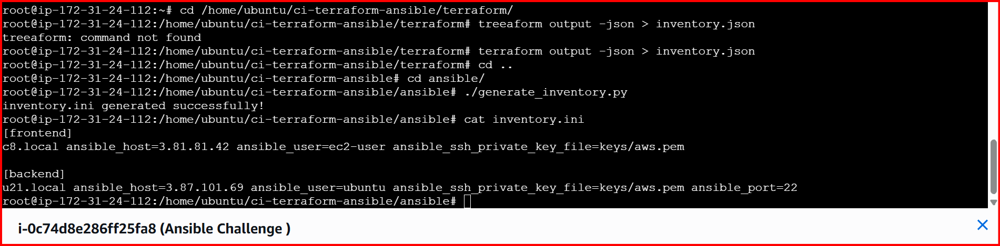 root@ip-172-31-24-112:~# cd /home/ubuntu/ci-terraform-ansible/terraform/
root@ip-172-31-24-112:/home/ubuntu/ci-terraform-ansible/terraform# treeaform output -json > inventory.json
treeaform: command not found
root@ip-172-31-24-112:/home/ubuntu/ci-terraform-ansible/terraform# terraform output -json > inventory.json
root@ip-172-31-24-112:/home/ubuntu/ci-terraform-ansible/terraform# cd ..
root@ip-172-31-24-112:/home/ubuntu/ci-terraform-ansible# cd ansible/
root@ip-172-31-24-112:/home/ubuntu/ci-terraform-ansible/ansible# ./generate_inventory.py
inventory.ini generated successfully!
root@ip-172-31-24-112:/home/ubuntu/ci-terraform-ansible/ansible# cat inventory.ini
[frontend]
c8.local ansible_host=3.81.81.42 ansible_user=ec2-user ansible_ssh_private_key_file=keys/aws.pem
[backend]
u21.local ansible_host=3.87.101.69 ansible_user=ubuntu ansible_ssh_private_key_file=keys/aws.pem ansible_port=22
root@ip-172-31-24-112:/home/ubuntu/ci-terraform-ansible/ansible#
i-0c74d8e286ff25fa8 (Ansible Challenge )